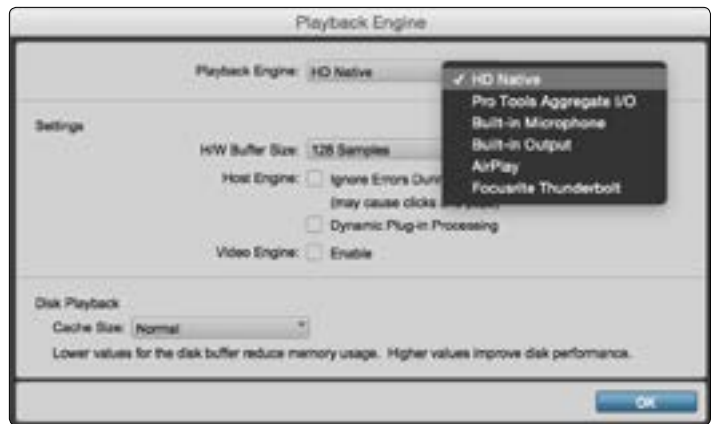 Playback Engine
Playback Engine: HD Native
✓ HD Native
Pro Tools Aggregate I/O
Built-in Microphone
Built-in Output
AirPlay
Focusrite Thunderbolt
Settings
H/W Buffer Size: 128 Samples
Host Engine: Ignore Errors
(may cause clicks
Dynamic Plug-in Processing
Video Engine: Enable
Disk Playback
Cache Size: Normal
Lower values for the disk buffer reduce memory usage. Higher values improve disk performance.
OK